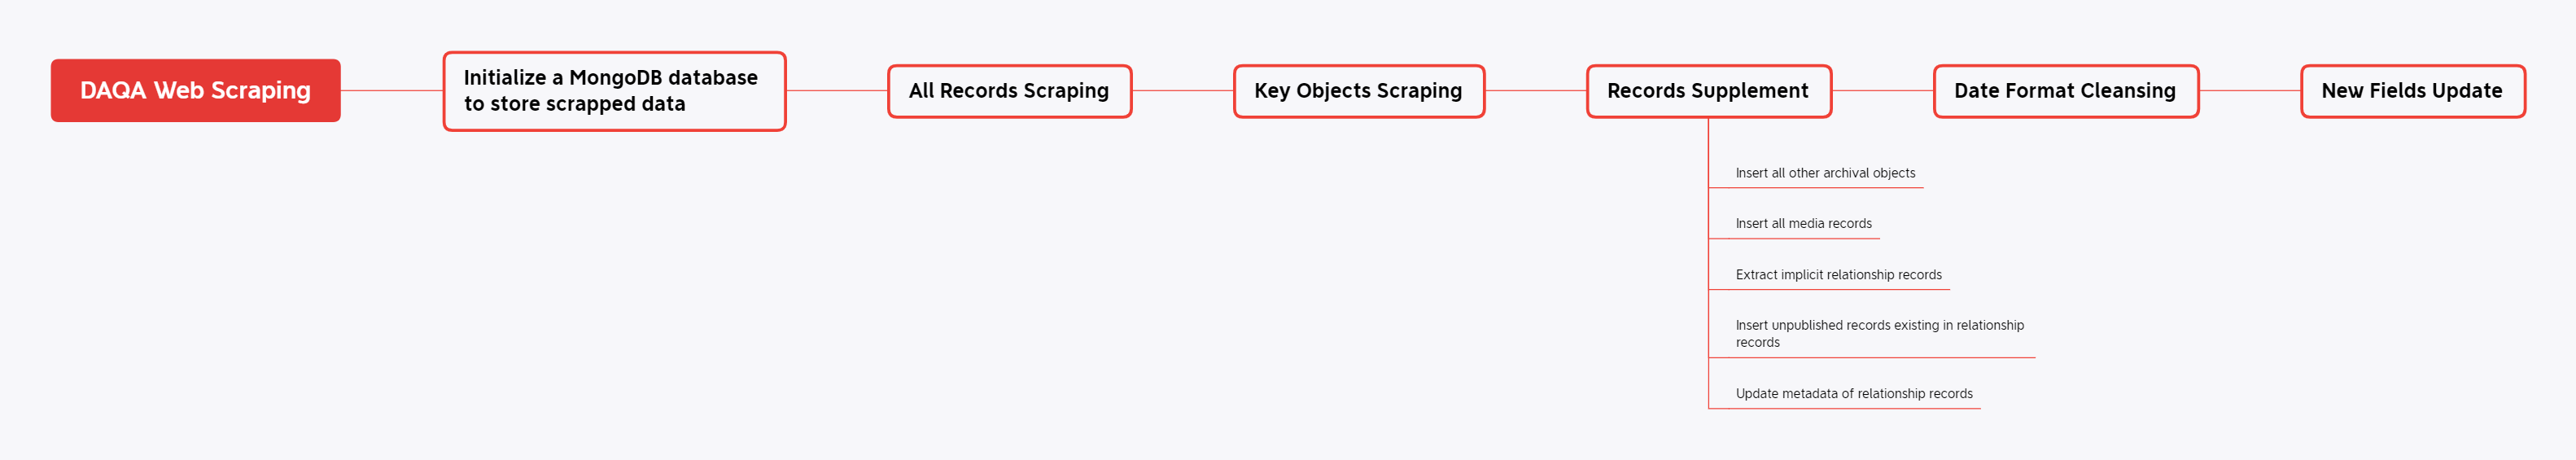 DAQA Web Scraping
Initialize a MongoDB database
to store scrapped data
All Records Scraping
Key Objects Scraping
Records Supplement
Date Format Cleansing
New Fields Update
Insert all other archival objects
Insert all media records
Extract implicit relationship records
Insert unpublished records existing in relationship
records
Update metadata of relationship records